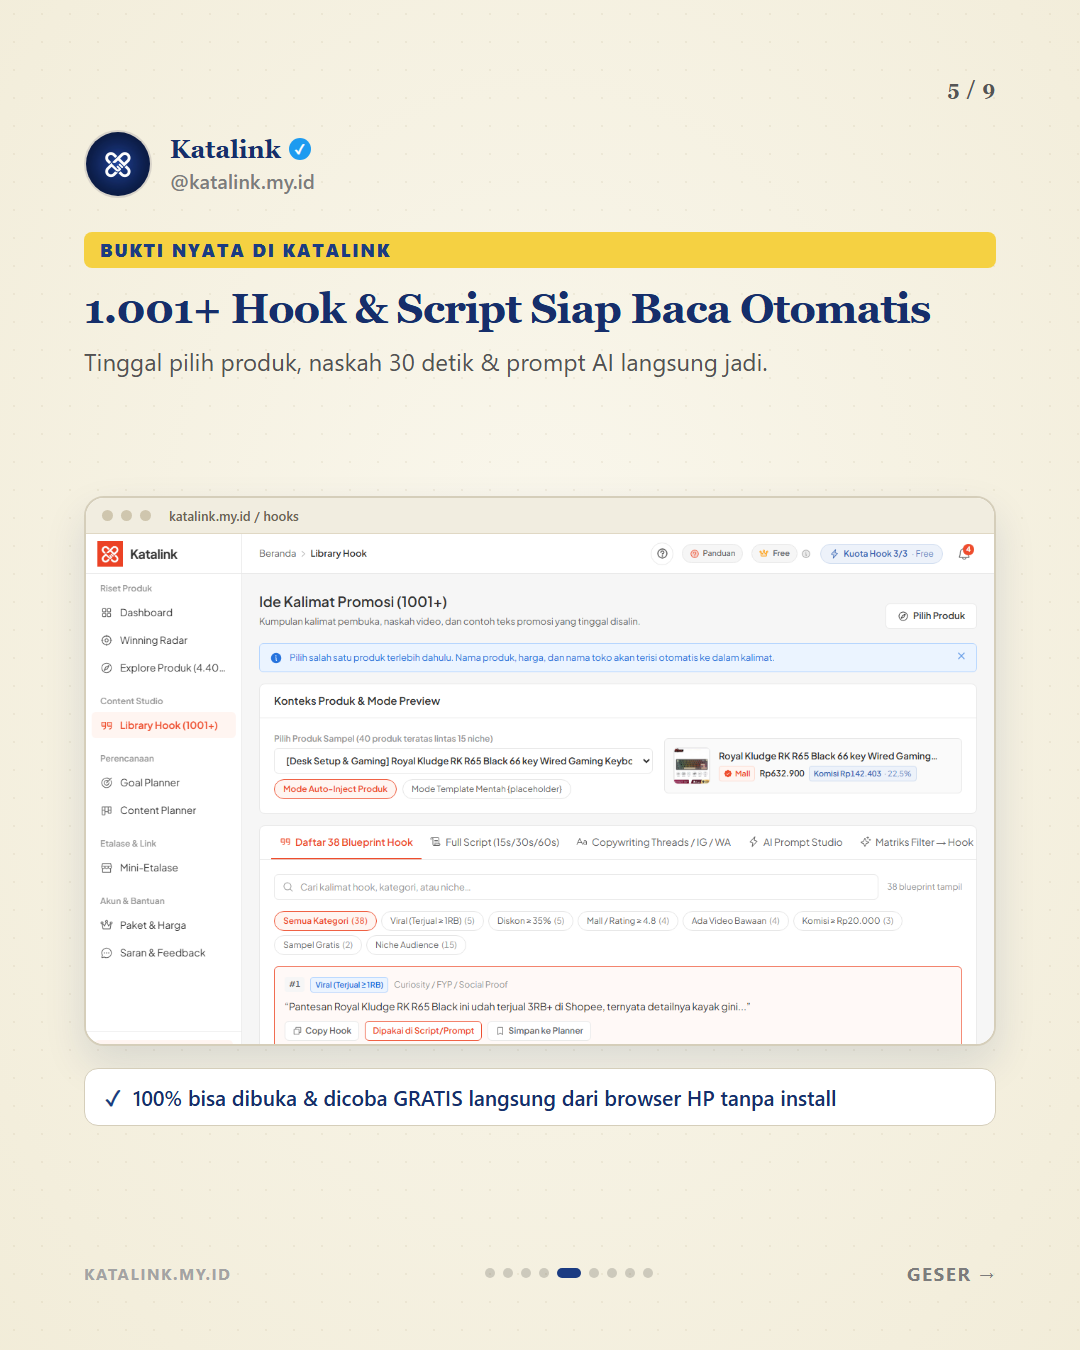 5 / 9
Katalink
@katalink.my.id
BUKTI NYATA DI KATALINK
1.001+ Hook & Script Siap Baca Otomatis
Tinggal pilih produk, naskah 30 detik & prompt AI langsung jadi.
katalink.my.id / hooks
Katalink
Beranda > Library Hook
Panduan
Free
Kuota Hook 3/3 · Free
4
Riset Produk
Dashboard
Winning Radar
Explore Produk (4.40...
Content Studio
Library Hook (1001+)
Perencanaan
Goal Planner
Content Planner
Etalase & Link
Mini-Etalase
Akun & Bantuan
Paket & Harga
Saran & Feedback
Ide Kalimat Promosi (1001+)
Kumpulan kalimat pembuka, naskah video, dan contoh teks promosi yang tinggal disalin.
Pilih Produk
Pilih salah satu produk terlebih dahulu. Nama produk, harga, dan nama toko akan terisi otomatis ke dalam kalimat.
Konteks Produk & Mode Preview
Pilih Produk Sampel (40 produk teratas lintas 15 niche)
[Desk Setup & Gaming] Royal Kludge RK R65 Black 66 key Wired Gaming Keybc
Mode Auto-Inject Produk
Mode Template Mentah {placeholder}
Royal Kludge RK R65 Black 66 key Wired Gaming...
Mall Rp632.900 Komisi Rp142.403 · 22,5%
Daftar 38 Blueprint Hook
Full Script (15s/30s/60s)
Aa Copywriting Threads / IG / WA
AI Prompt Studio
Matriks Filter → Hook
Cari kalimat hook, kategori, atau niche...
38 blueprint tampil
Semua Kategori (38)
Viral (Terjual ≥ 1RB) (5)
Diskon ≥ 35% (5)
Mall / Rating ≥ 4.8 (4)
Ada Video Bawaan (4)
Komisi ≥ Rp20.000 (3)
Sampel Gratis (2)
Niche Audience (15)
#1 Viral (Terjual ≥ 1RB) Curiosity / FYP / Social Proof
"Pantesan Royal Kludge RK R65 Black ini udah terjual 3RB+ di Shopee, ternyata detailnya kayak gini..."
Copy Hook
Dipakai di Script/Prompt
Simpan ke Planner
✓ 100% bisa dibuka & dicoba GRATIS langsung dari browser HP tanpa install
KATALINK.MY.ID
GESER →